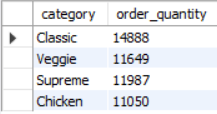 category order_quantity
Classic 14888
Veggie 11649
Supreme 11987
Chicken 11050